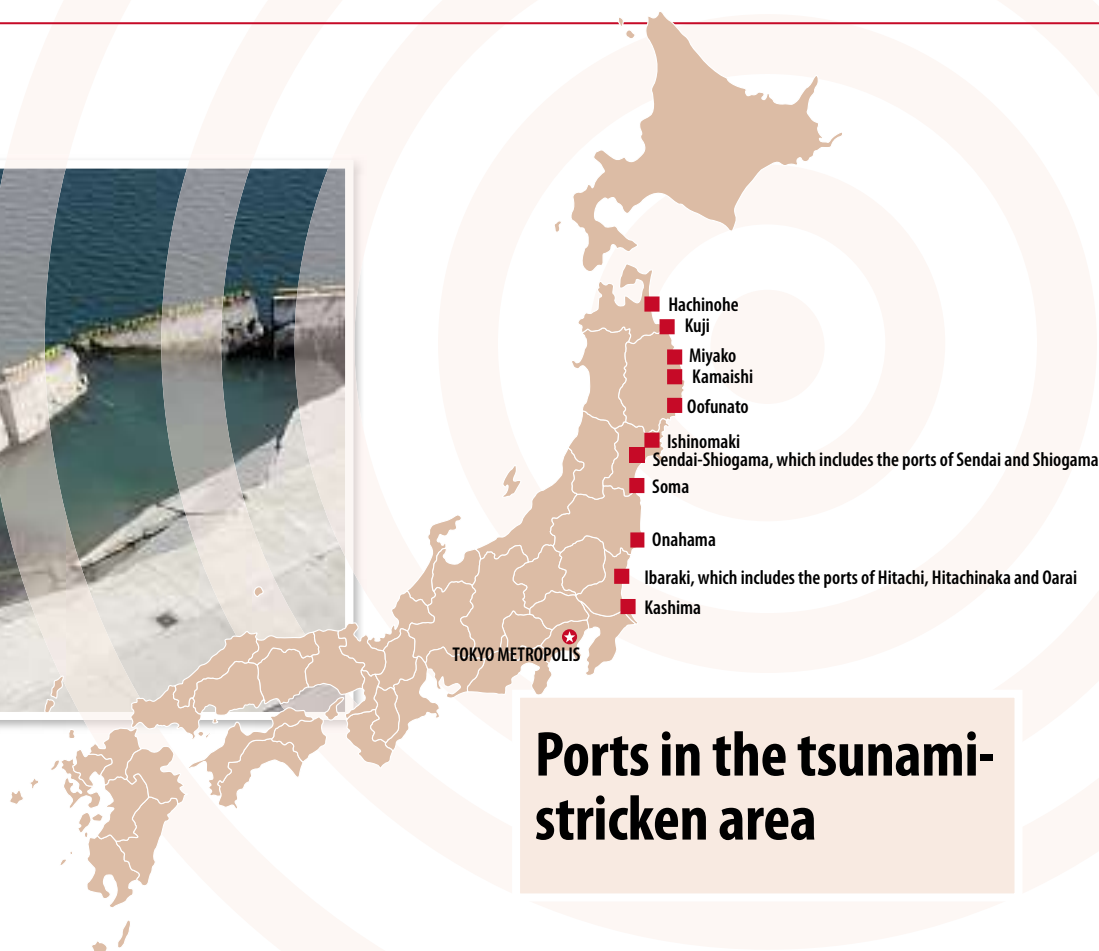 Hachinohe
Kuji
Miyako
Kamaishi
Oofunato
Ishinomaki
Sendai-Shiogama, which includes the ports of Sendai and Shiogama
Soma
Onahama
Ibaraki, which includes the ports of Hitachi, Hitachinaka and Oarai
Kashima
TOKYO METROPOLIS
Ports in the tsunami-
stricken area